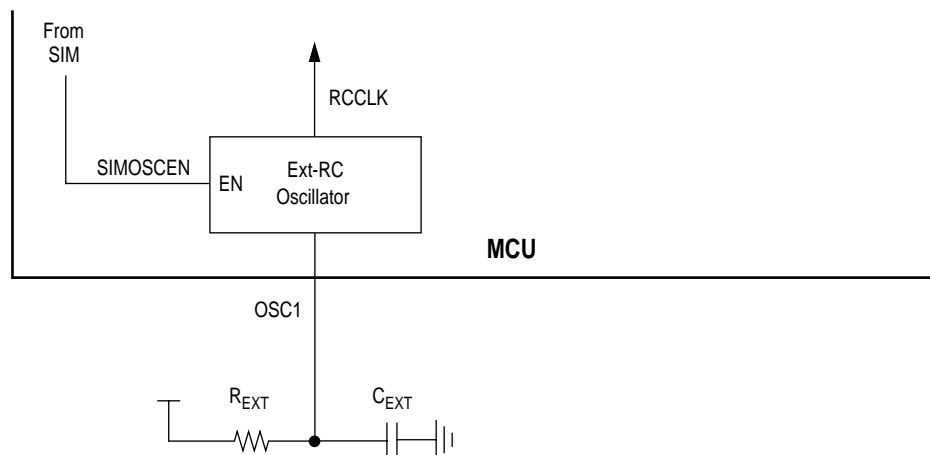 From
SIM
RCCLK
SIMOSCEN
EN
Ext-RC
Oscillator
MCU
OSC1
REXT
CEXT